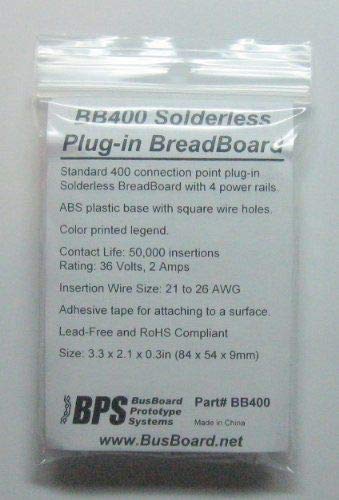 BB400 Solderless
Plug-in BreadBoard
Standard 400 connection point plug-in
Solderless BreadBoard with 4 power rails.
ABS plastic base with square wire holes.
Color printed legend.
Contact Life: 50,000 insertions
Rating: 36 Volts, 2 Amps
Insertion Wire Size: 21 to 26 AWG
Adhesive tape for attaching to a surface.
Lead-Free and RoHS Compliant
Size: 3.3 x 2.1 x 0.3in (84 x 54 x 9mm)
BPS BusBoard Prototype Systems
Part# BB400
Made in China
www.BusBoard.net